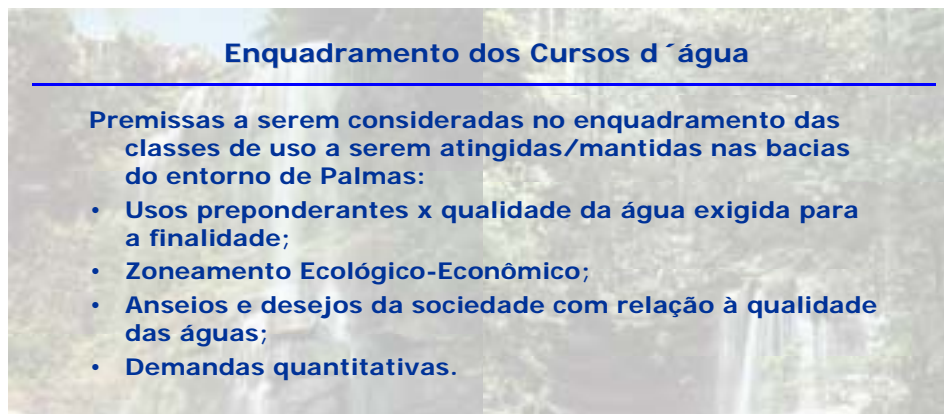 Enquadramento dos Cursos d´água
Premissas a serem consideradas no enquadramento das
classes de uso a serem atingidas/mantidas nas bacias
do entorno de Palmas:
• Usos preponderantes x qualidade da água exigida para
a finalidade;
• Zoneamento Ecológico-Econômico;
• Anseios e desejos da sociedade com relação à qualidade
das águas;
• Demandas quantitativas.